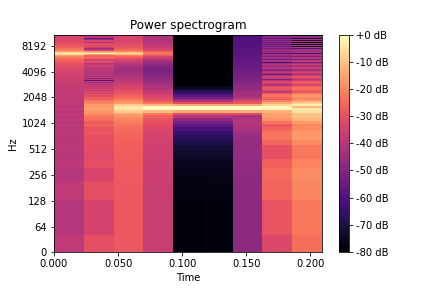 Power spectrogram
8192
4096
2048
1024
512
256
128
64
0
Hz
0.000 0.050 0.100 0.150 0.200
Time
+0 dB
-10 dB
-20 dB
-30 dB
-40 dB
-50 dB
-60 dB
-70 dB
-80 dB